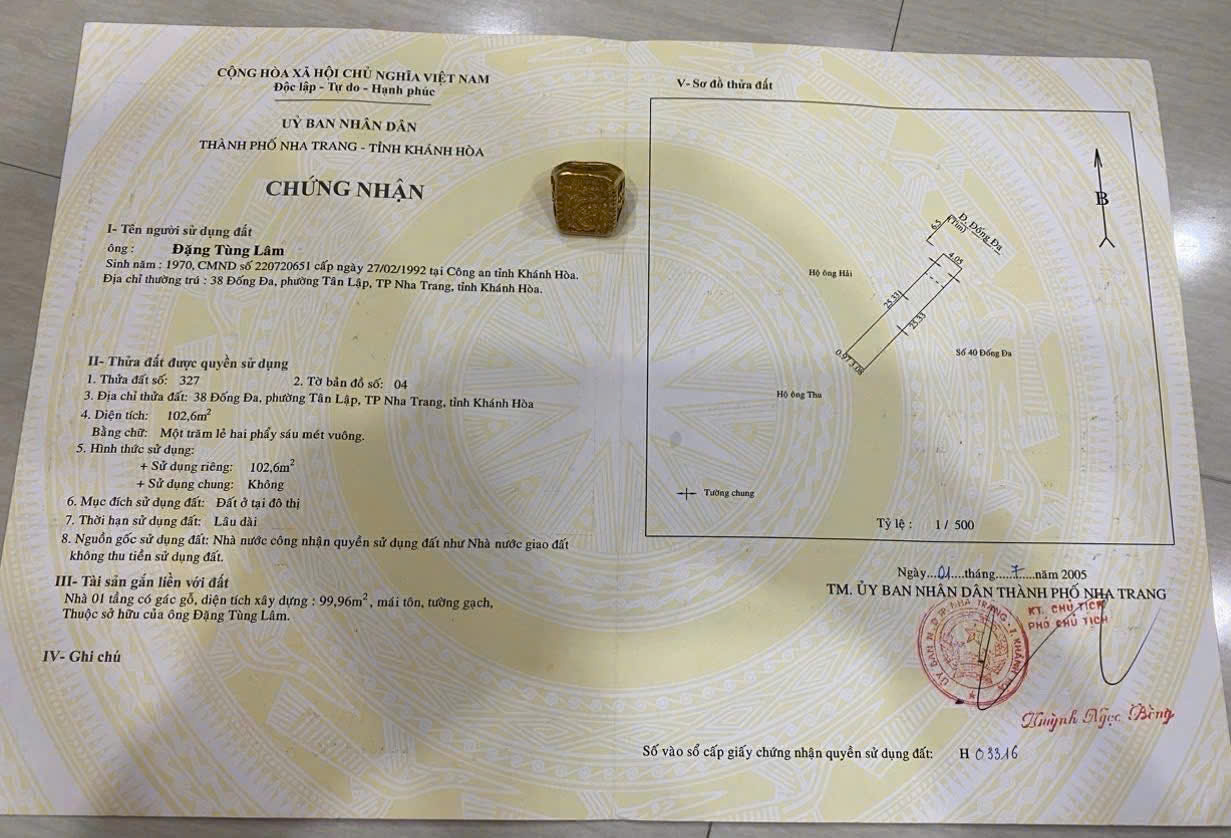 CỘNG HÒA XÃ HỘI CHỦ NGHĨA VIỆT NAM
Độc lập - Tự do - Hạnh phúc
UỶ BAN NHÂN DÂN
THÀNH PHỐ NHA TRANG - TỈNH KHÁNH HÒA
CHỨNG NHẬN
I- Tên người sử dụng đất
ông : Đặng Tùng Lâm
Sinh năm : 1970, CMND số 220720651 cấp ngày 27/02/1992 tại Công an tỉnh Khánh Hòa.
Địa chỉ thường trú : 38 Đống Đa, phường Tân Lập, TP Nha Trang, tỉnh Khánh Hòa.
II- Thửa đất được quyền sử dụng
1. Thửa đất số: 327 2. Tờ bản đồ số: 04
3. Địa chỉ thửa đất: 38 Đống Đa, phường Tân Lập, TP Nha Trang, tỉnh Khánh Hòa
4. Diện tích: 102,6m²
Bằng chữ: Một trăm lẻ hai phẩy sáu mét vuông.
5. Hình thức sử dụng:
+ Sử dụng riêng: 102,6m²
+ Sử dụng chung: Không
6. Mục đích sử dụng đất: Đất ở tại đô thị
7. Thời hạn sử dụng đất: Lâu dài
8. Nguồn gốc sử dụng đất: Nhà nước công nhận quyền sử dụng đất như Nhà nước giao đất
không thu tiền sử dụng đất.
III- Tài sản gắn liền với đất
Nhà 01 tầng có gác gỗ, diện tích xây dựng : 99,96m², mái tôn, tường gạch,
Thuộc sở hữu của ông Đặng Tùng Lâm.
IV- Ghi chú
V- Sơ đồ thửa đất
B
Đ. Đống Đa
(Tim)
6.5
4.05
Hộ ông Hải
25.33
25.33
Số 40 Đống Đa
0.97
3.08
Hộ ông Thu
Tường chung
Tỷ lệ : 1 / 500
Ngày...01....tháng.......7......năm 2005
TM. ỦY BAN NHÂN DÂN THÀNH PHỐ NHA TRANG
KT. CHỦ TỊCH
PHÓ CHỦ TỊCH
ỦY BAN N.D T.P NHA TRANG - T. KHÁNH HÒA
Huỳnh Ngọc Bông
Số vào sổ cấp giấy chứng nhận quyền sử dụng đất: H 03316